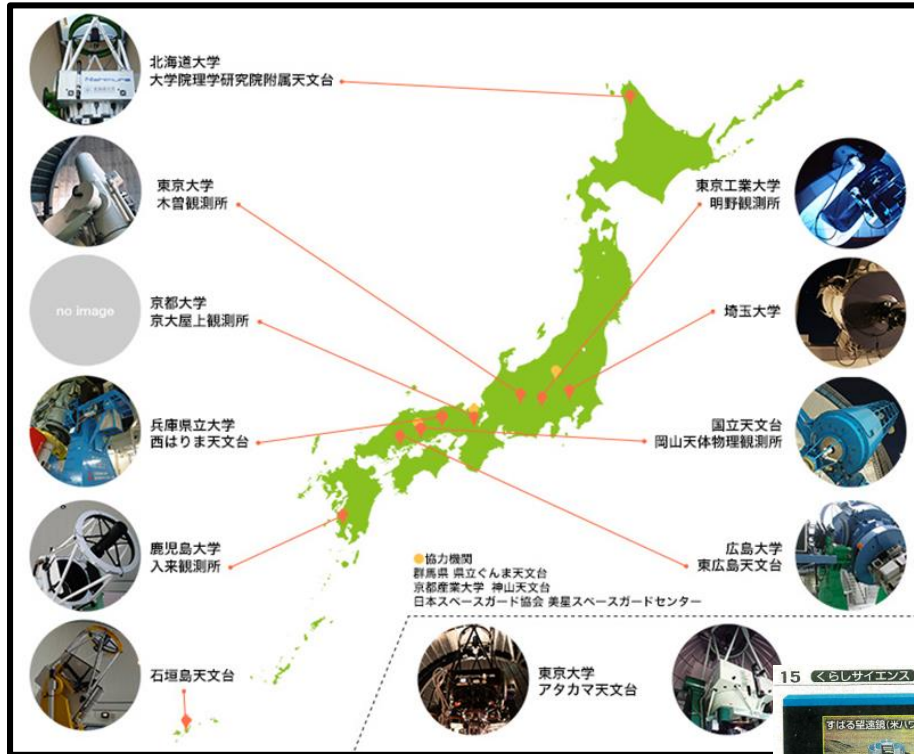 北海道大学
大学院理学研究院附属天文台
東京大学
木曽観測所
no image
京都大学
京大屋上観測所
兵庫県立大学
西はりま天文台
鹿児島大学
入来観測所
石垣島天文台
東京工業大学
明野観測所
埼玉大学
国立天文台
岡山天体物理観測所
広島大学
東広島天文台
●協力機関
群馬県 県立ぐんま天文台
京都産業大学 神山天文台
日本スペースガード協会 美星スペースガードセンター
東京大学
アタカマ天文台
15 くらしサイエンス
すばる望遠鏡(米ハワ